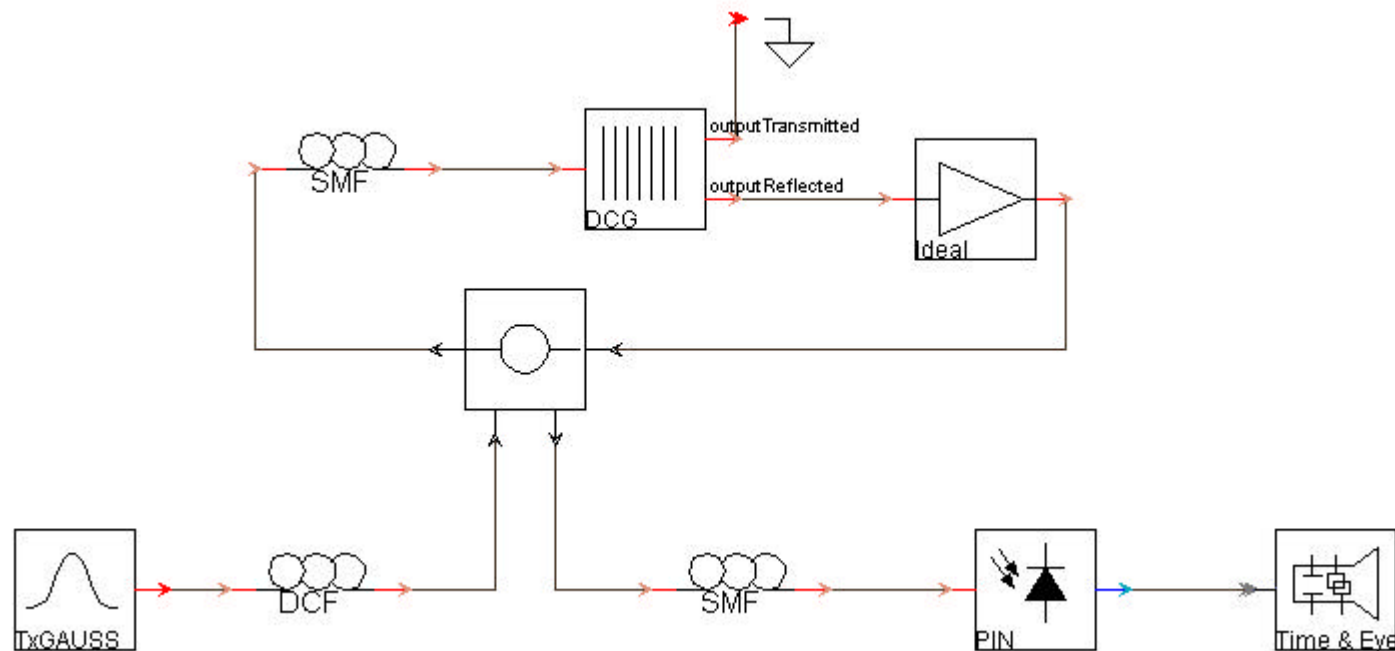 outputTransmitted
SMF
outputReflected
DCG
Ideal
DCF
SMF
TxGAUSS
PIN
Time & Eye